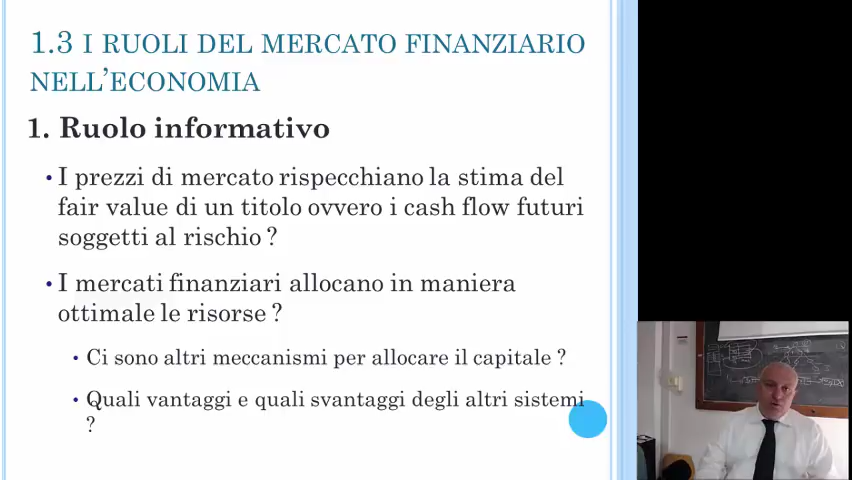 1.3 I RUOLI DEL MERCATO FINANZIARIO
NELL'ECONOMIA
1. Ruolo informativo
• I prezzi di mercato rispecchiano la stima del
fair value di un titolo ovvero i cash flow futuri
soggetti al rischio ?
• I mercati finanziari allocano in maniera
ottimale le risorse ?
• Ci sono altri meccanismi per allocare il capitale ?
• Quali vantaggi e quali svantaggi degli altri sistemi
?